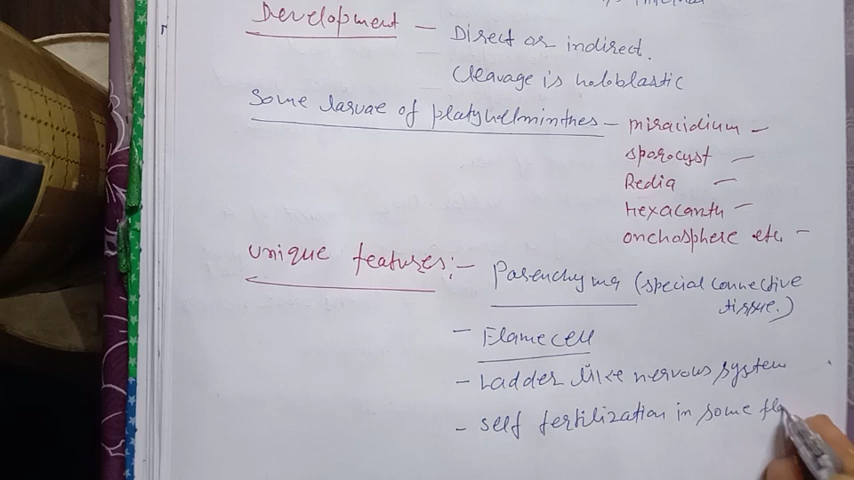 Development - Direct or indirect.
Cleavage is holoblastic
Some larvae of platyhelminthes - miracidium -
sporocyst -
Redia -
Hexacanth -
onchosphere etc. -
unique features:- Parenchyma (special connective
tissue.)
- Flame cell
- Ladder like nervous system
- self fertilization in some